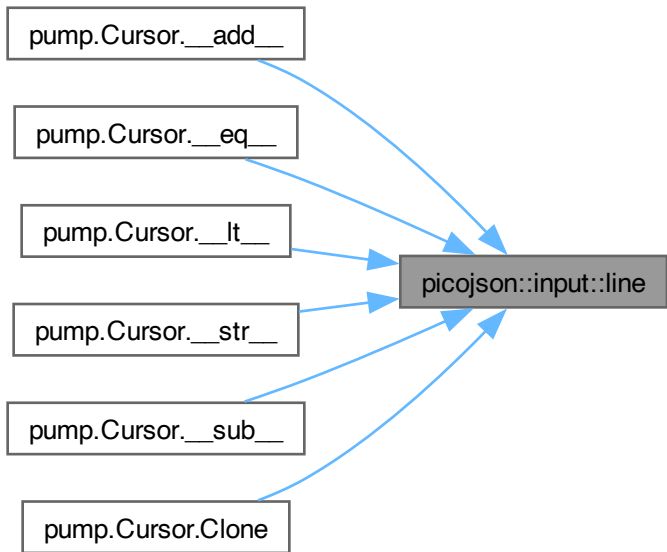 pump.Cursor.__add__
pump.Cursor.__eq__
pump.Cursor.__lt__
picojson::input::line
pump.Cursor.__str__
pump.Cursor.__sub__
pump.Cursor.Clone